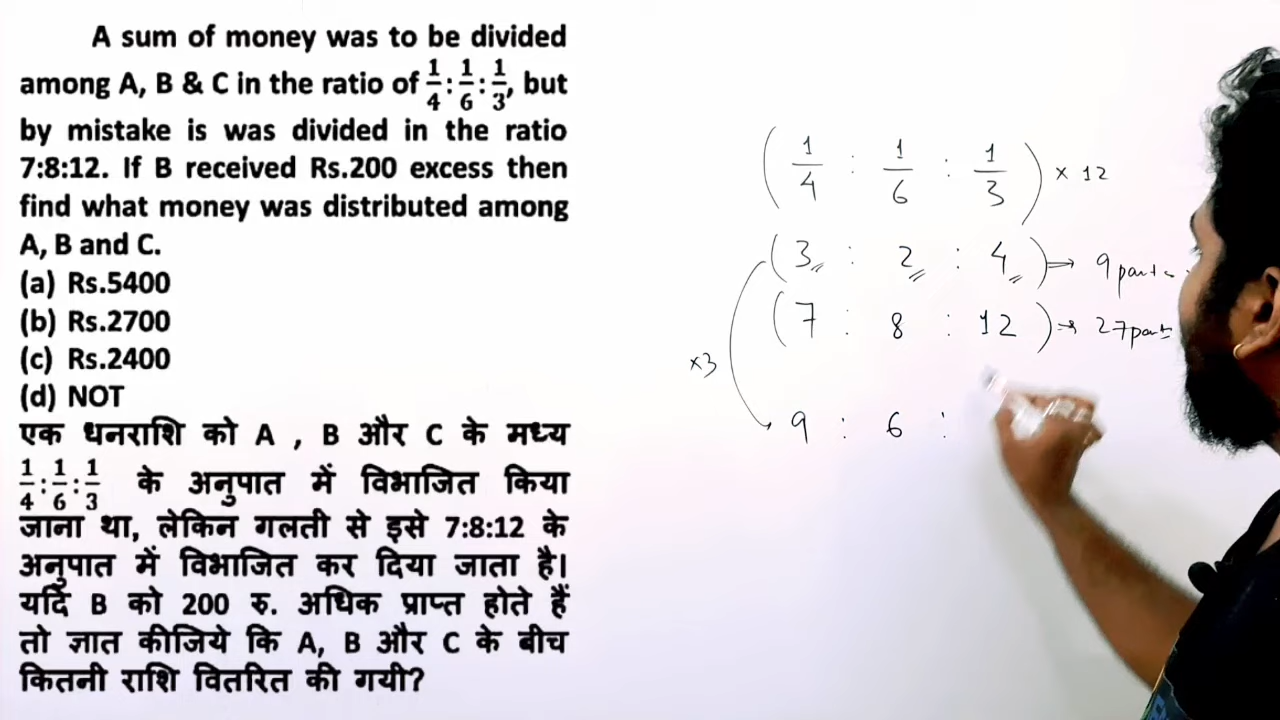 A sum of money was to be divided
among A, B & C in the ratio of 1/4 : 1/6 : 1/3, but
by mistake is was divided in the ratio
7:8:12. If B received Rs.200 excess then
find what money was distributed among
A, B and C.
(a) Rs.5400
(b) Rs.2700
(c) Rs.2400
(d) NOT
एक धनराशि को A , B और C के मध्य
1/4 : 1/6 : 1/3 के अनुपात में विभाजित किया
जाना था, लेकिन गलती से इसे 7:8:12 के
अनुपात में विभाजित कर दिया जाता है।
यदि B को 200 रु. अधिक प्राप्त होते हैं
तो ज्ञात कीजिये कि A, B और C के बीच
कितनी राशि वितरित की गयी?
(1/4 : 1/6 : 1/3) × 12
(3 : 2 : 4) → 9 parts
(7 : 8 : 12) → 27 parts
×3
9 : 6 :